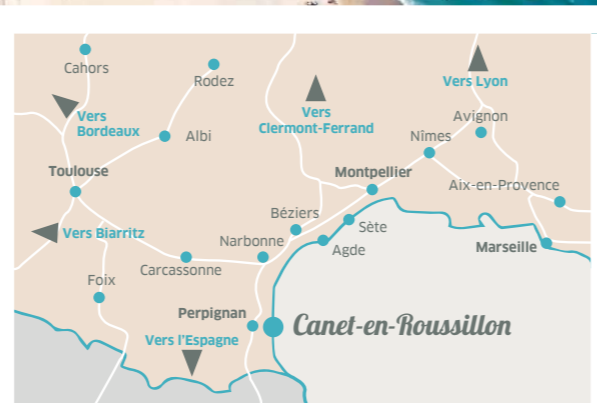 Cahors
Rodez
Vers Lyon
Vers
Bordeaux
Vers
Clermont-Ferrand
Avignon
Albi
Nîmes
Toulouse
Montpellier
Aix-en-Provence
Béziers
Sète
Vers Biarritz
Narbonne
Agde
Marseille
Carcassonne
Foix
Perpignan
Canet-en-Roussillon
Vers l'Espagne